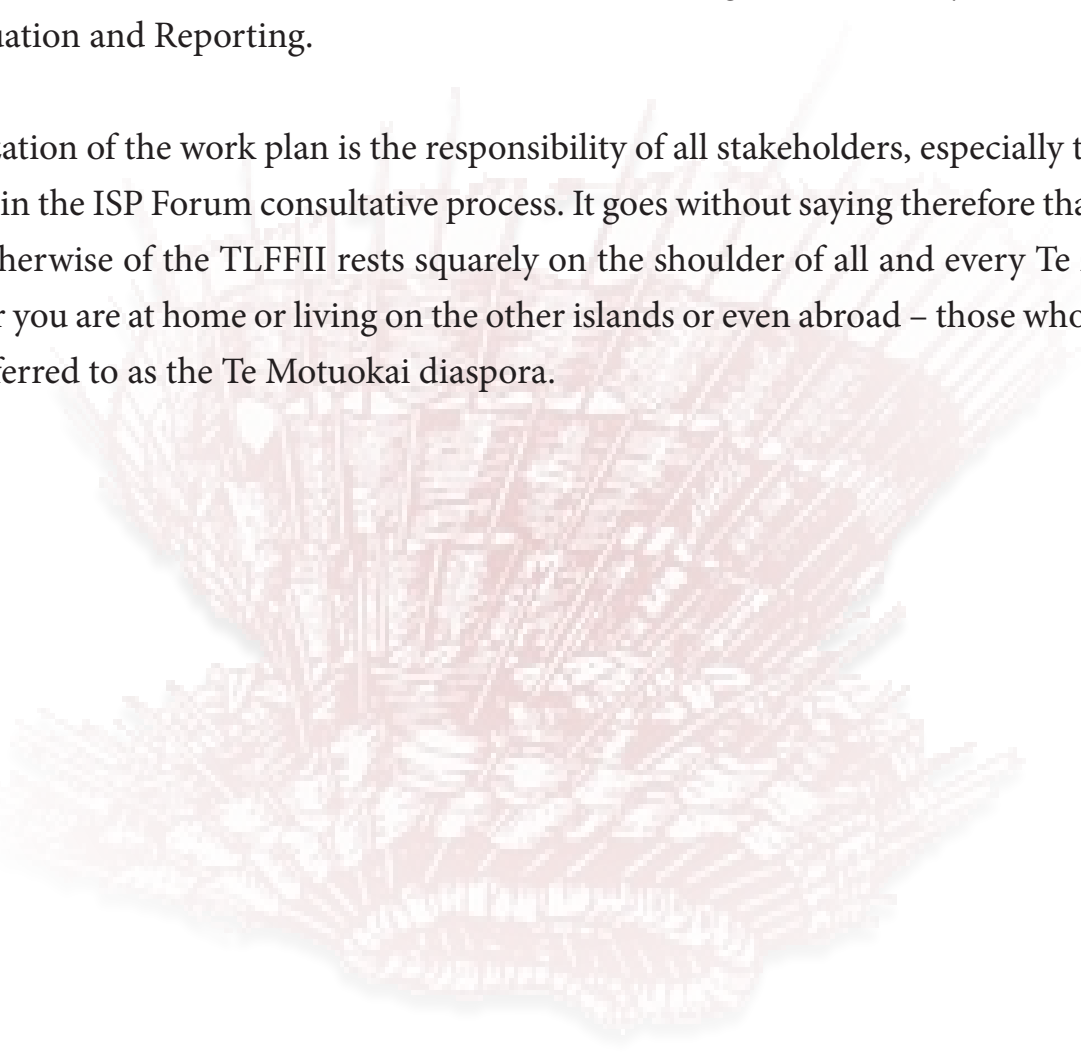 uation and Reporting.
zation of the work plan is the responsibility of all stakeholders, especially t
in the ISP Forum consultative process. It goes without saying therefore tha
herwise of the TLFFII rests squarely on the shoulder of all and every Te
r you are at home or living on the other islands or even abroad – those who
ferred to as the Te Motuokai diaspora.